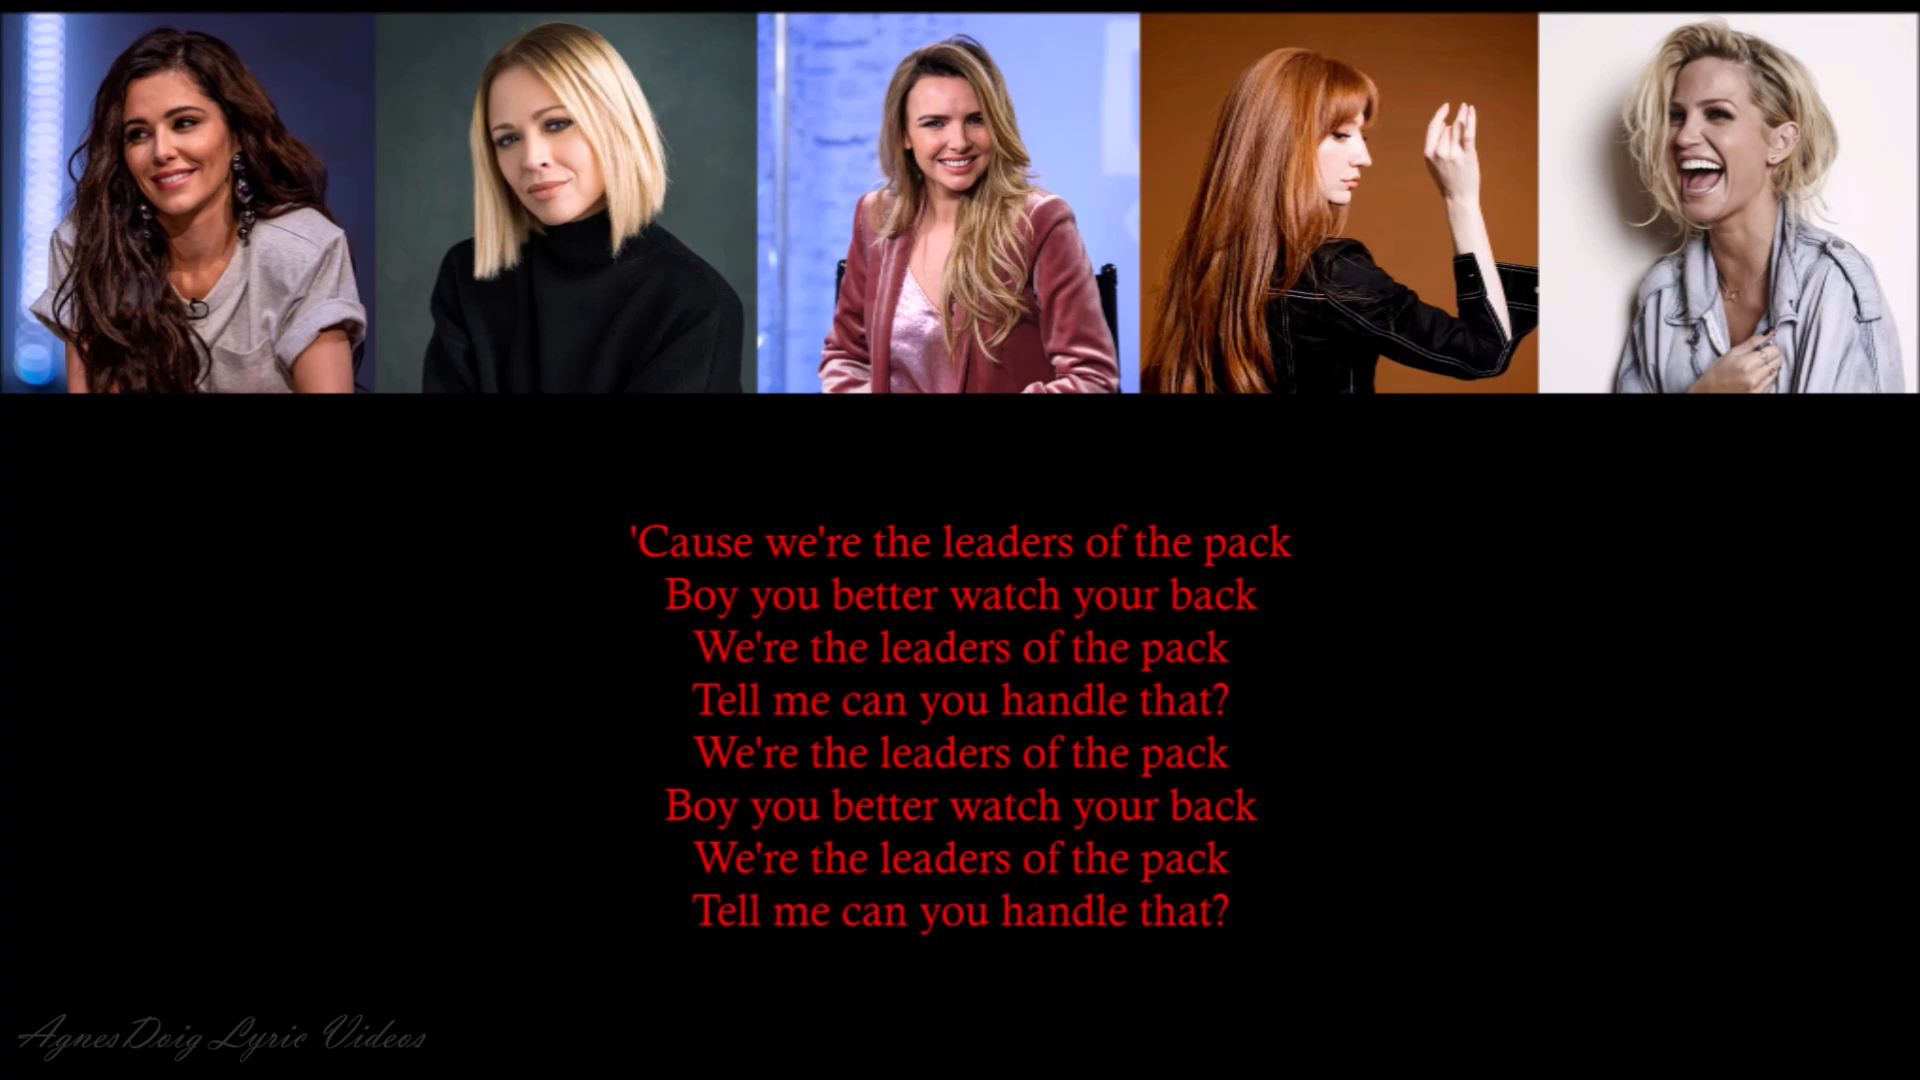 'Cause we're the leaders of the pack
Boy you better watch your back
We're the leaders of the pack
Tell me can you handle that?
We're the leaders of the pack
Boy you better watch your back
We're the leaders of the pack
Tell me can you handle that?
AgnesDoig Lyric Videos